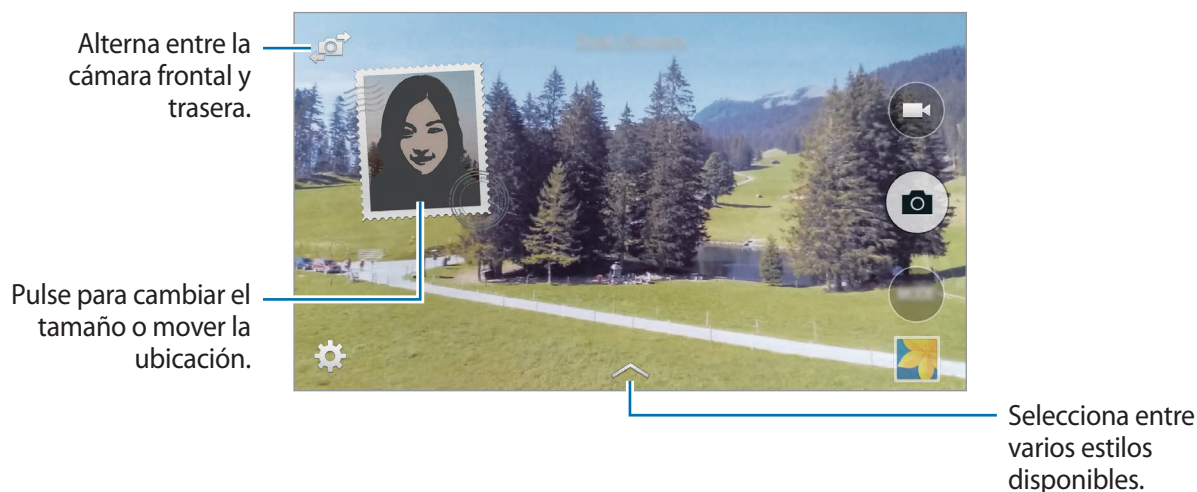 Alterna entre la
cámara frontal y
trasera.
Pulse para cambiar el
tamaño o mover la
ubicación.
Selecciona entre
varios estilos
disponibles.